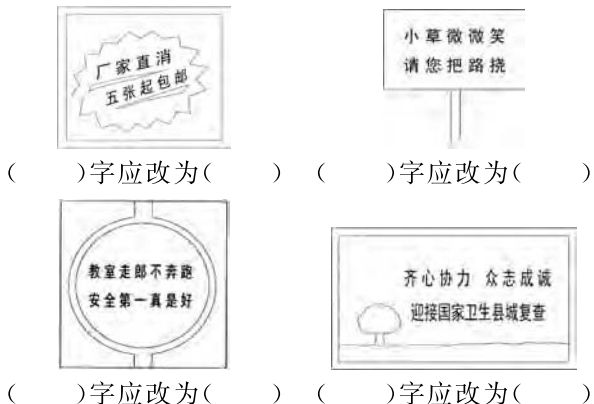 厂家直消
五张起包邮
小草微微笑
请您把路挠
( )字应改为( ) ( )字应改为( )
教室走郎不奔跑
安全第一真是好
齐心协力 众志成诚
迎接国家卫生县城复查
( )字应改为( ) ( )字应改为( )